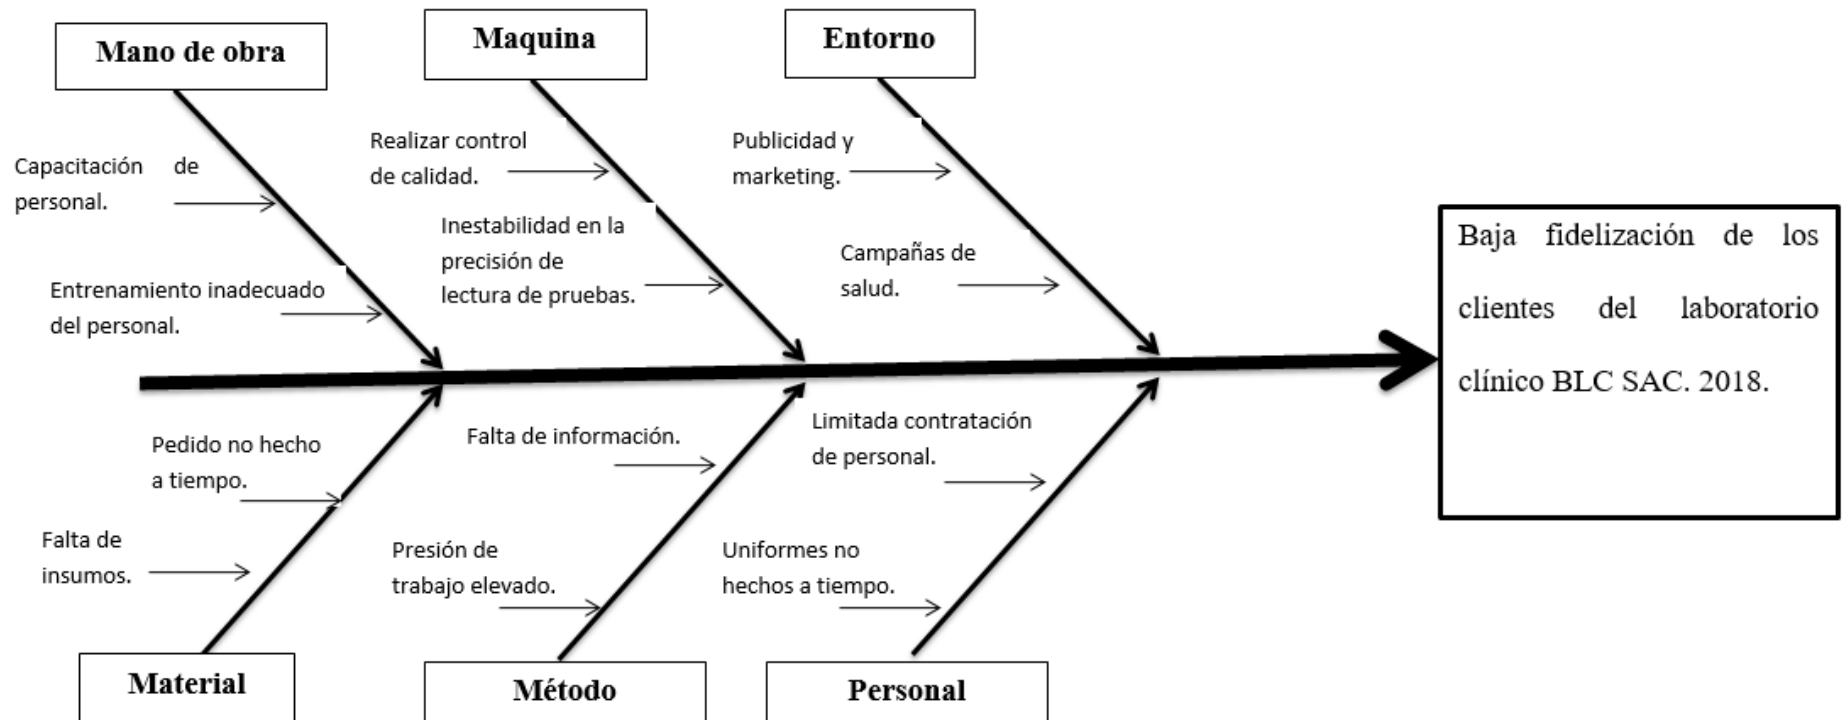 Mano de obra
Maquina
Entorno
Capacitación de
personal.
Realizar control
de calidad.
Publicidad y
marketing.
Entrenamiento inadecuado
del personal.
Inestabilidad en la
precisión de
lectura de pruebas.
Campañas de
salud.
Baja fidelización de los
clientes del laboratorio
clínico BLC SAC. 2018.
Pedido no hecho
a tiempo.
Falta de información.
Limitada contratación
de personal.
Falta de
insumos.
Presión de
trabajo elevado.
Uniformes no
hechos a tiempo.
Material
Método
Personal